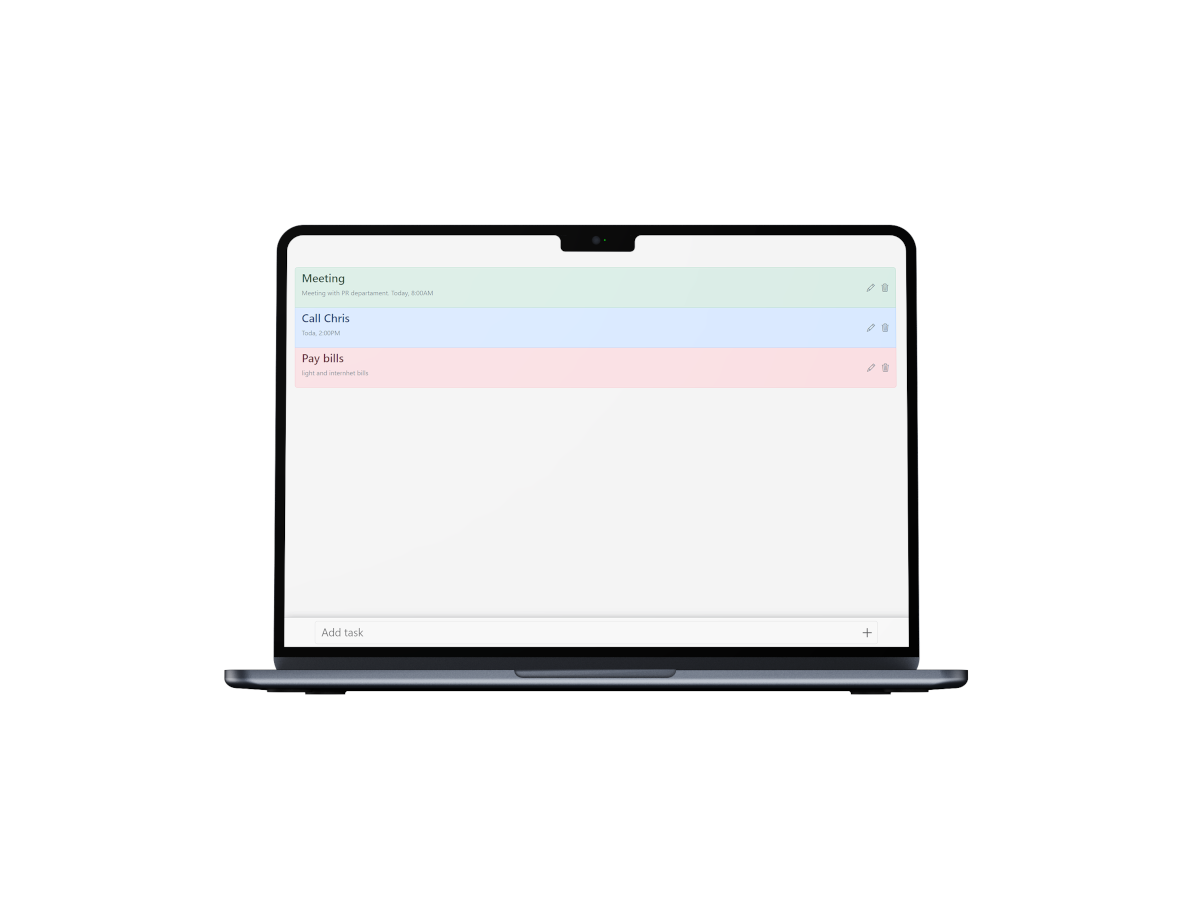 Meeting
Meeting with PR departament. Today, 8:00AM
Call Chris
Toda, 2:00PM
Pay bills
light and internhet bills
Add task